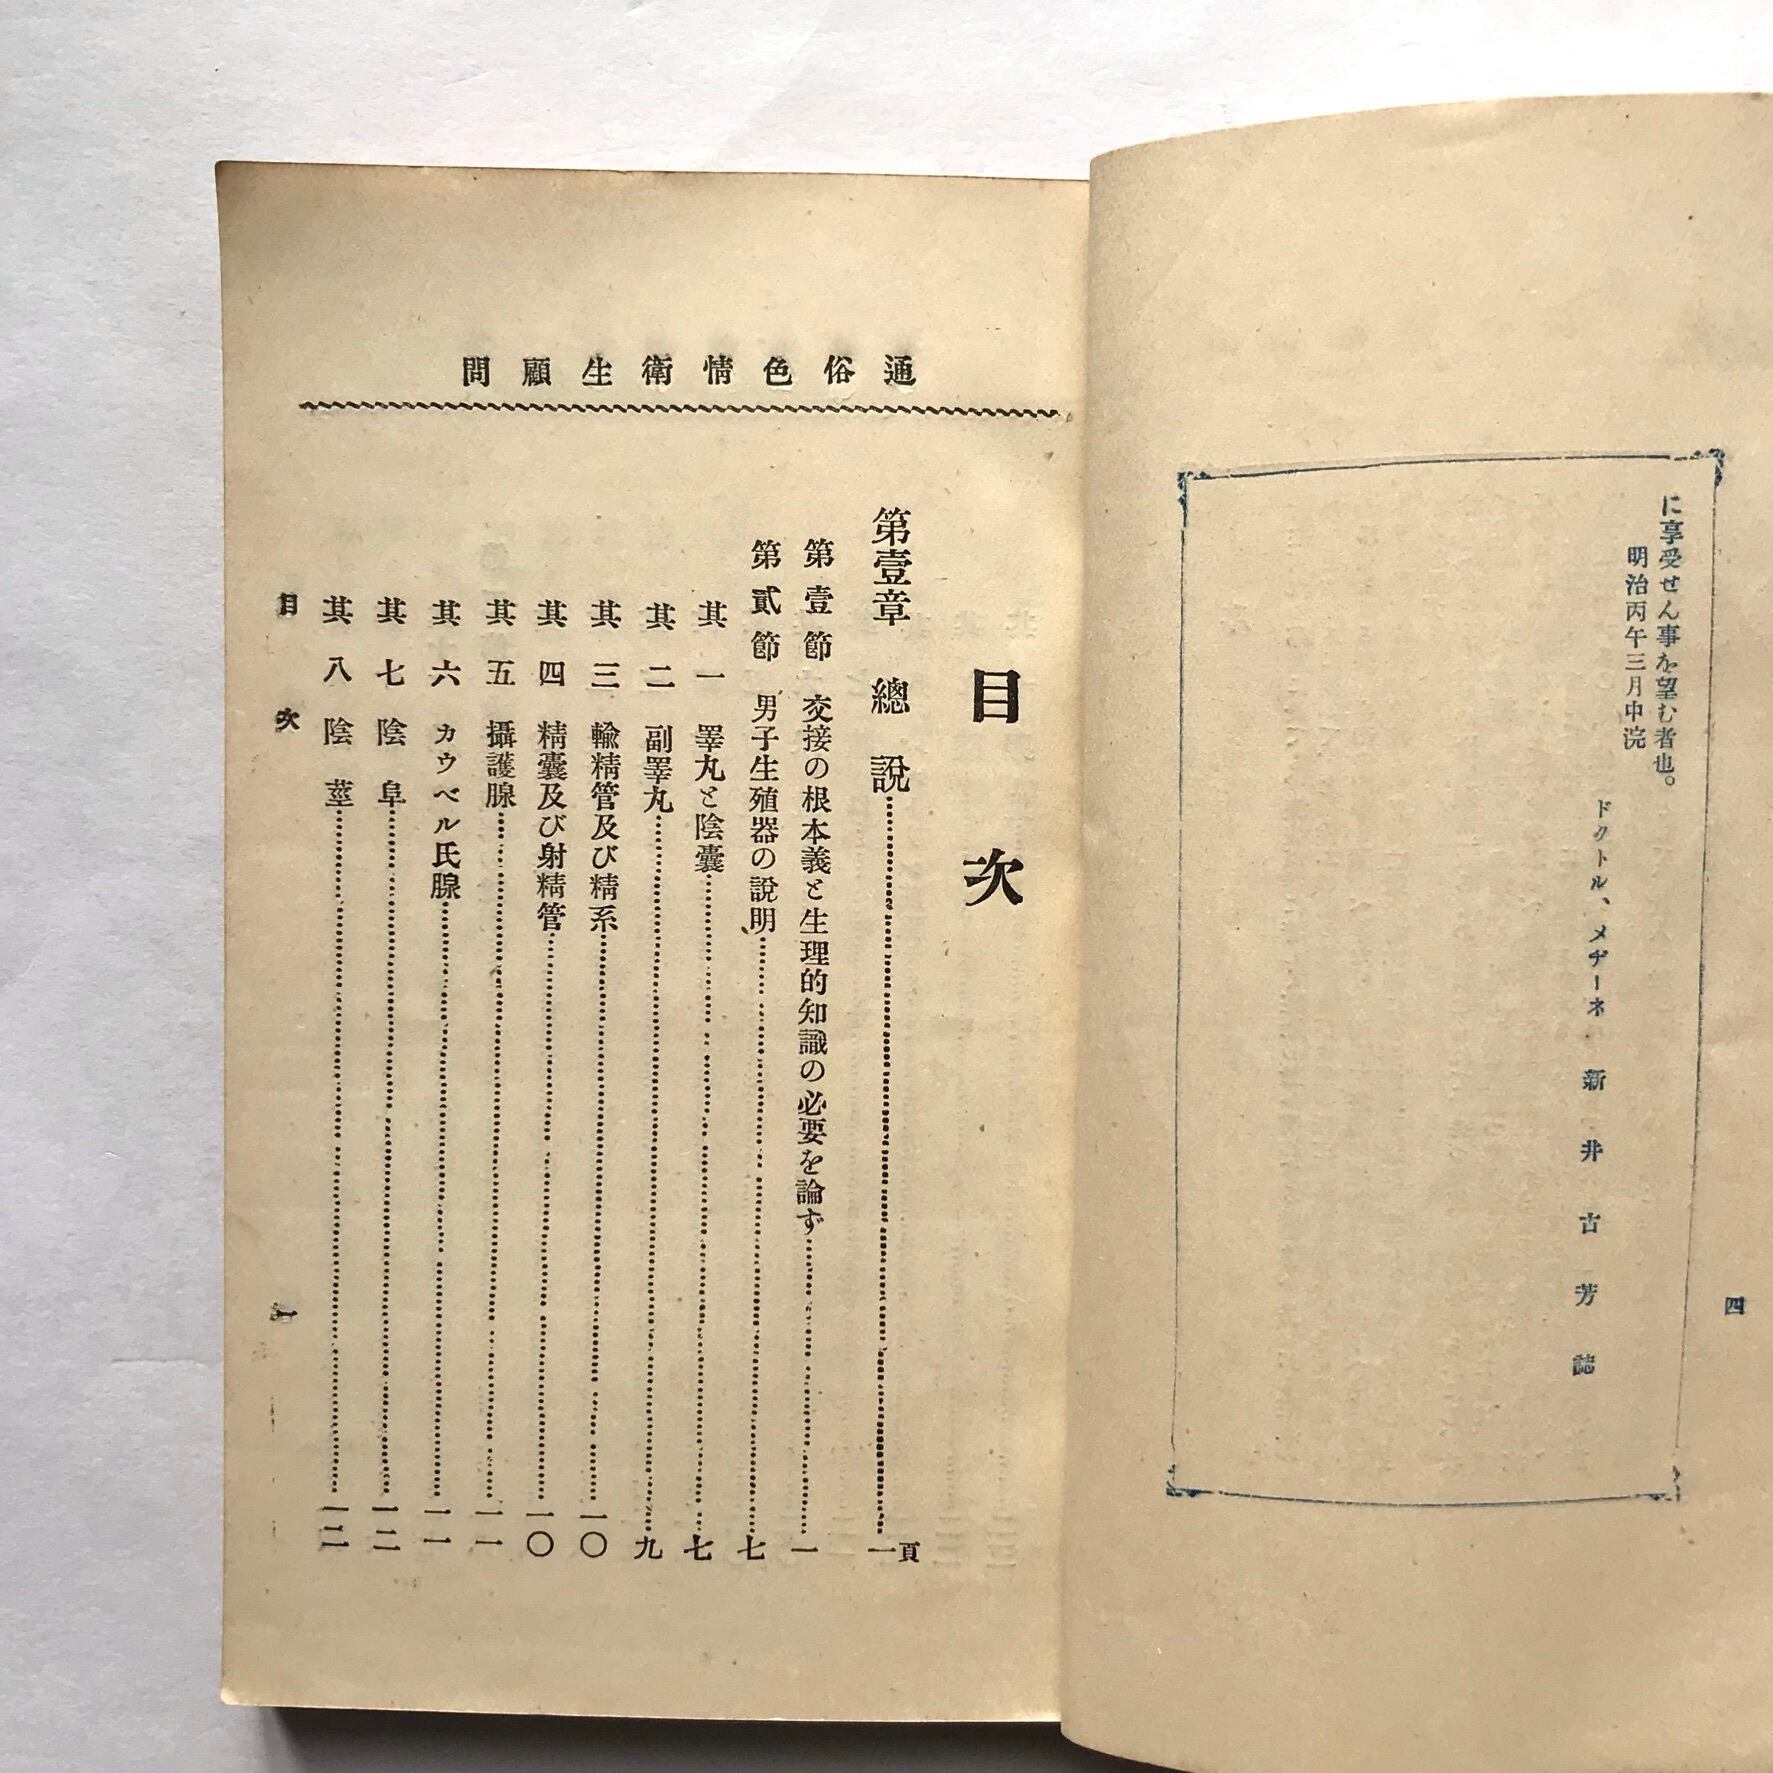 に享受せん事を望む者也。
明治丙午三月中浣
ドクトル、メヂーネ 新井古芳誌
四
通俗色情衛生顧問
目次
第壹章 總說……一頁
第壹節 交接の根本義と生理的知識の必要を論ず……一
第貳節 男子生殖器の說明……七
其一 睪丸と陰囊……七
其二 副睪丸……九
其三 輸精管及び精系……一〇
其四 精囊及び射精管……一〇
其五 攝護腺……一一
其六 カウベル氏腺……一一
其七 陰阜……一二
其八 陰莖……一二
目次
一